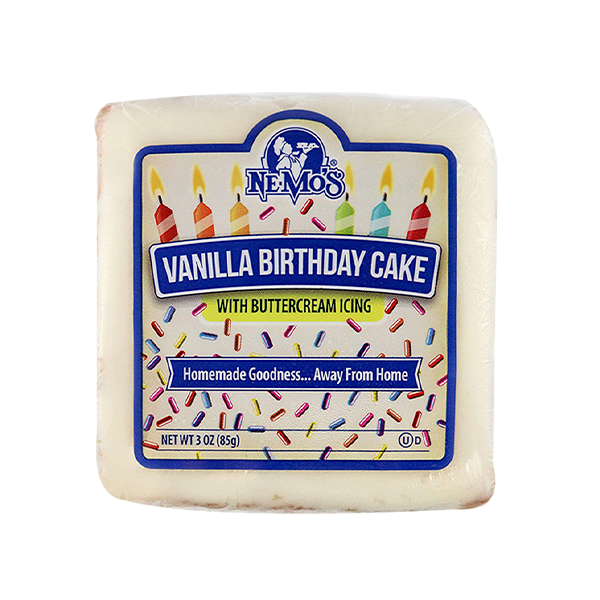 NE-MO'S®
VANILLA BIRTHDAY CAKE
WITH BUTTERCREAM ICING
Homemade Goodness... Away From Home
NET WT 3 OZ (85g)
U D